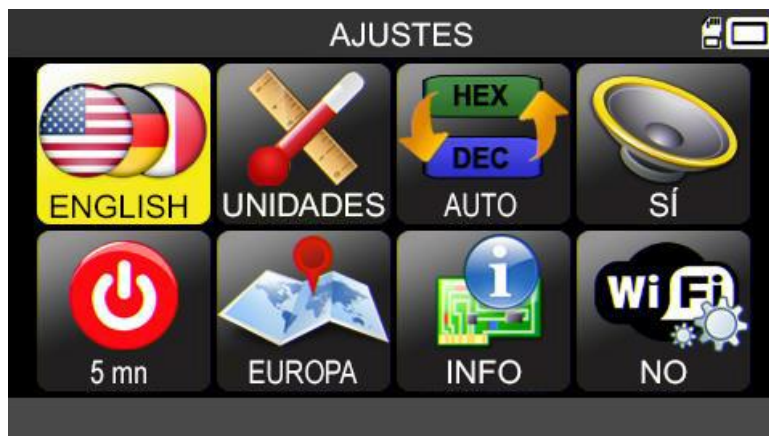 AJUSTES
HEX
DEC
ENGLISH UNIDADES AUTO SÍ
i
Wi Fi
5 mn EUROPA INFO NO